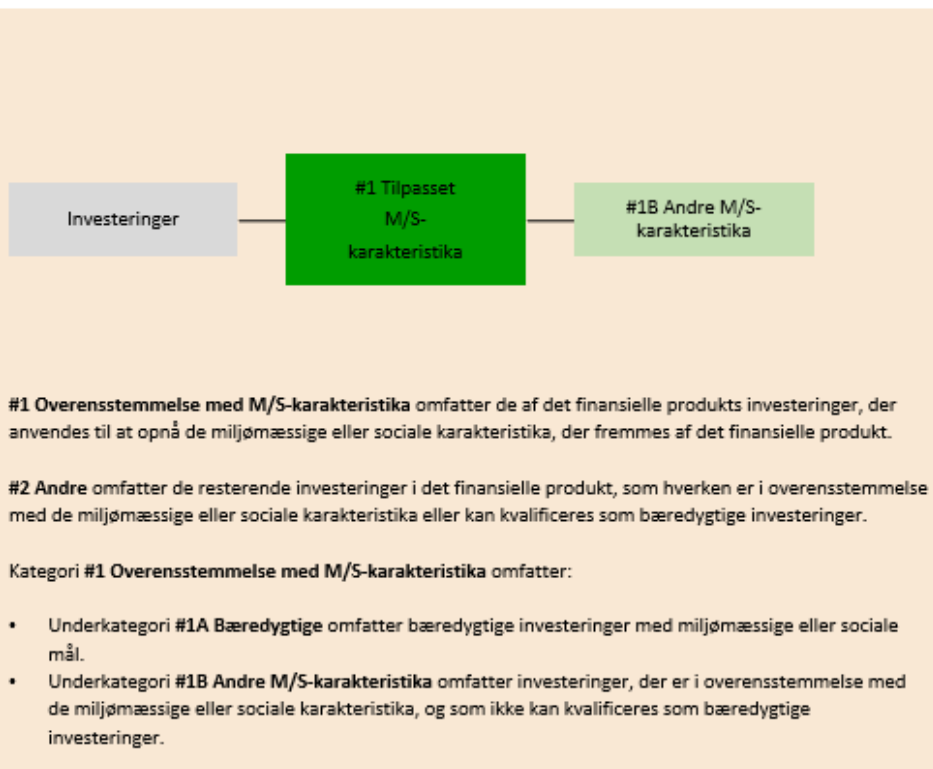 Investeringer
#1 Tilpasset
M/S-
karakteristika
#1B Andre M/S-
karakteristika
#1 Overensstemmelse med M/S-karakteristika omfatter de af det finansielle produkts investeringer, der
anvendes til at opnå de miljømæssige eller sociale karakteristika, der fremmes af det finansielle produkt.
#2 Andre omfatter de resterende investeringer i det finansielle produkt, som hverken er i overensstemmelse
med de miljømæssige eller sociale karakteristika eller kan kvalificeres som bæredygtige investeringer.
Kategori #1 Overensstemmelse med M/S-karakteristika omfatter:
• Underkategori #1A Bæredygtige omfatter bæredygtige investeringer med miljømæssige eller sociale
mål.
• Underkategori #1B Andre M/S-karakteristika omfatter investeringer, der er i overensstemmelse med
de miljømæssige eller sociale karakteristika, og som ikke kan kvalificeres som bæredygtige
investeringer.